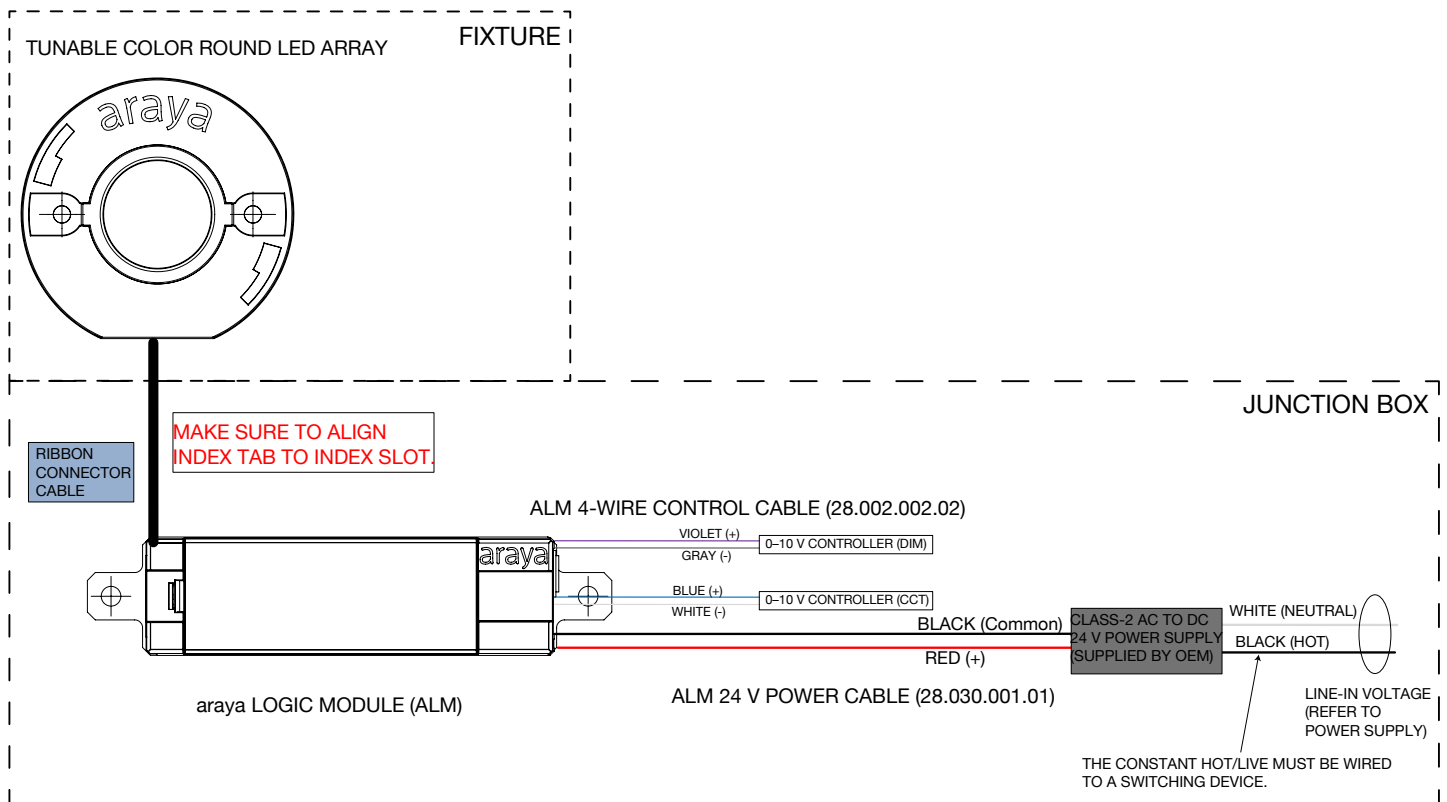 FIXTURE
TUNABLE COLOR ROUND LED ARRAY
araya
JUNCTION BOX
MAKE SURE TO ALIGN
INDEX TAB TO INDEX SLOT.
RIBBON
CONNECTOR
CABLE
ALM 4-WIRE CONTROL CABLE (28.002.002.02)
VIOLET (+)
GRAY (-)
0–10 V CONTROLLER (DIM)
araya
BLUE (+)
WHITE (-)
0–10 V CONTROLLER (CCT)
BLACK (Common)
RED (+)
CLASS-2 AC TO DC
24 V POWER SUPPLY
(SUPPLIED BY OEM)
WHITE (NEUTRAL)
BLACK (HOT)
ALM 24 V POWER CABLE (28.030.001.01)
araya LOGIC MODULE (ALM)
LINE-IN VOLTAGE
(REFER TO
POWER SUPPLY)
THE CONSTANT HOT/LIVE MUST BE WIRED
TO A SWITCHING DEVICE.